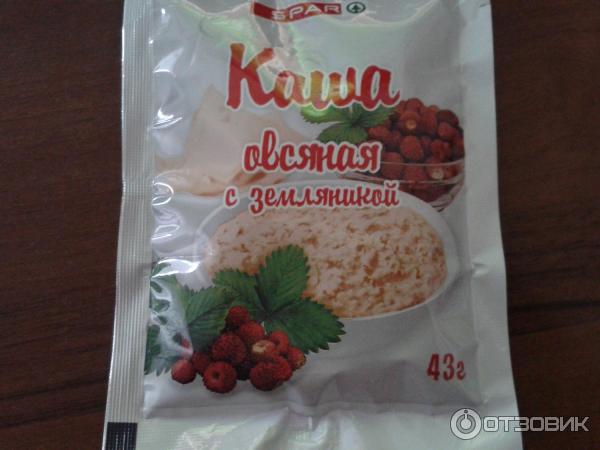 SPAR
Каша
овсяная
с земляникой
43г
ОТЗОВИК